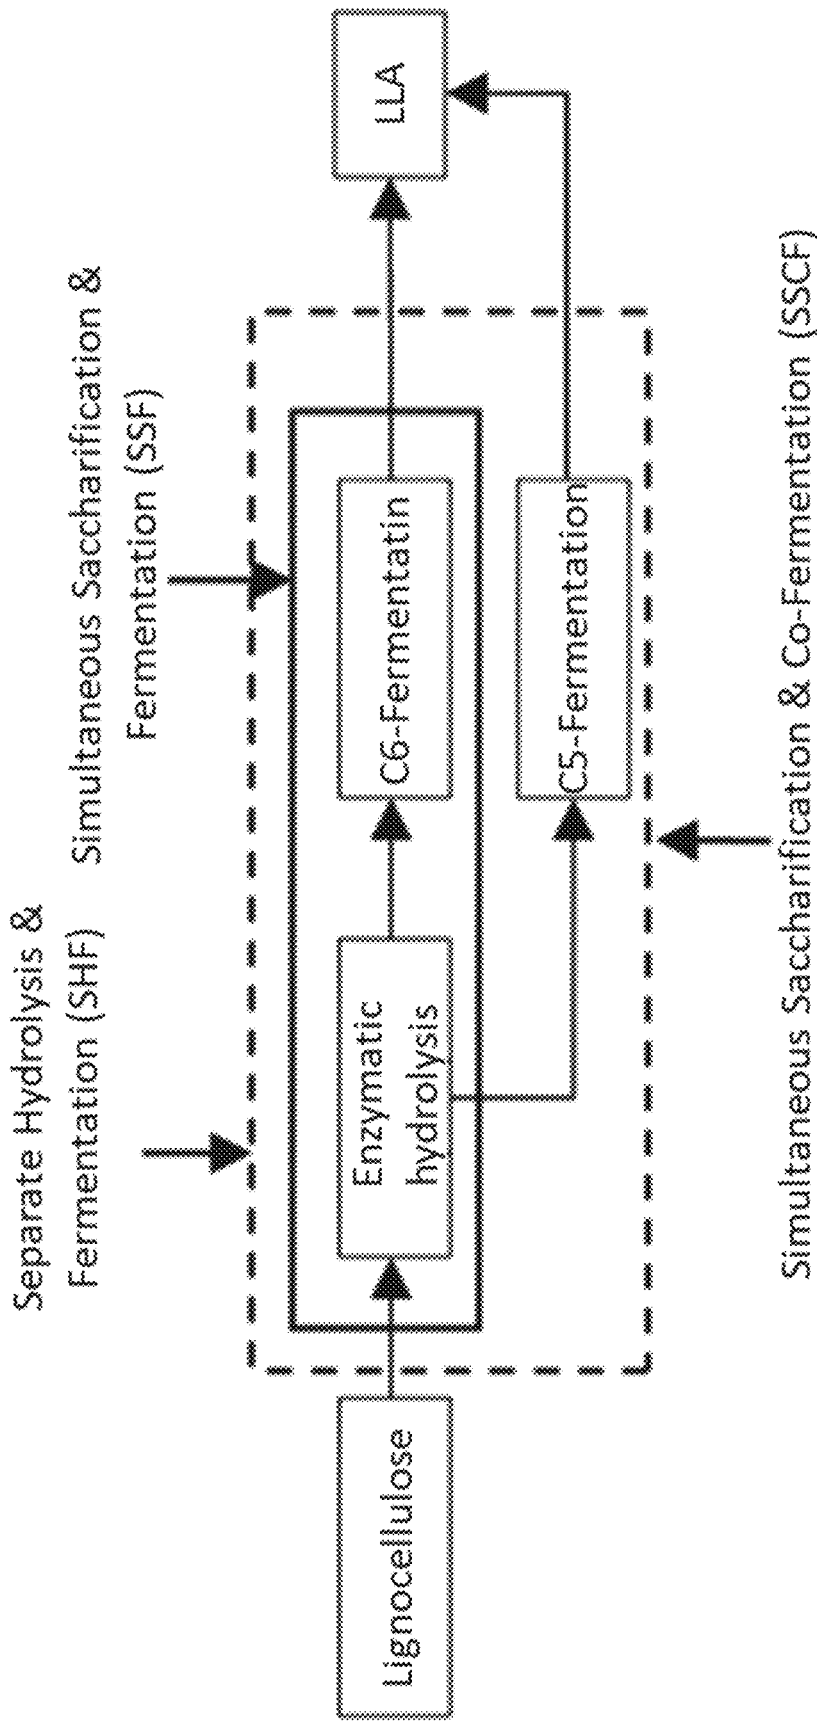 Separate Hydrolysis &
Fermentation (SHF)
Simultaneous Saccharification &
Fermentation (SSF)
Lignocellulose
Enzymatic
hydrolysis
C6-Fermentatin
LLA
C5-Fermentation
Simultaneous Saccharification & Co-Fermentation (SSCF)